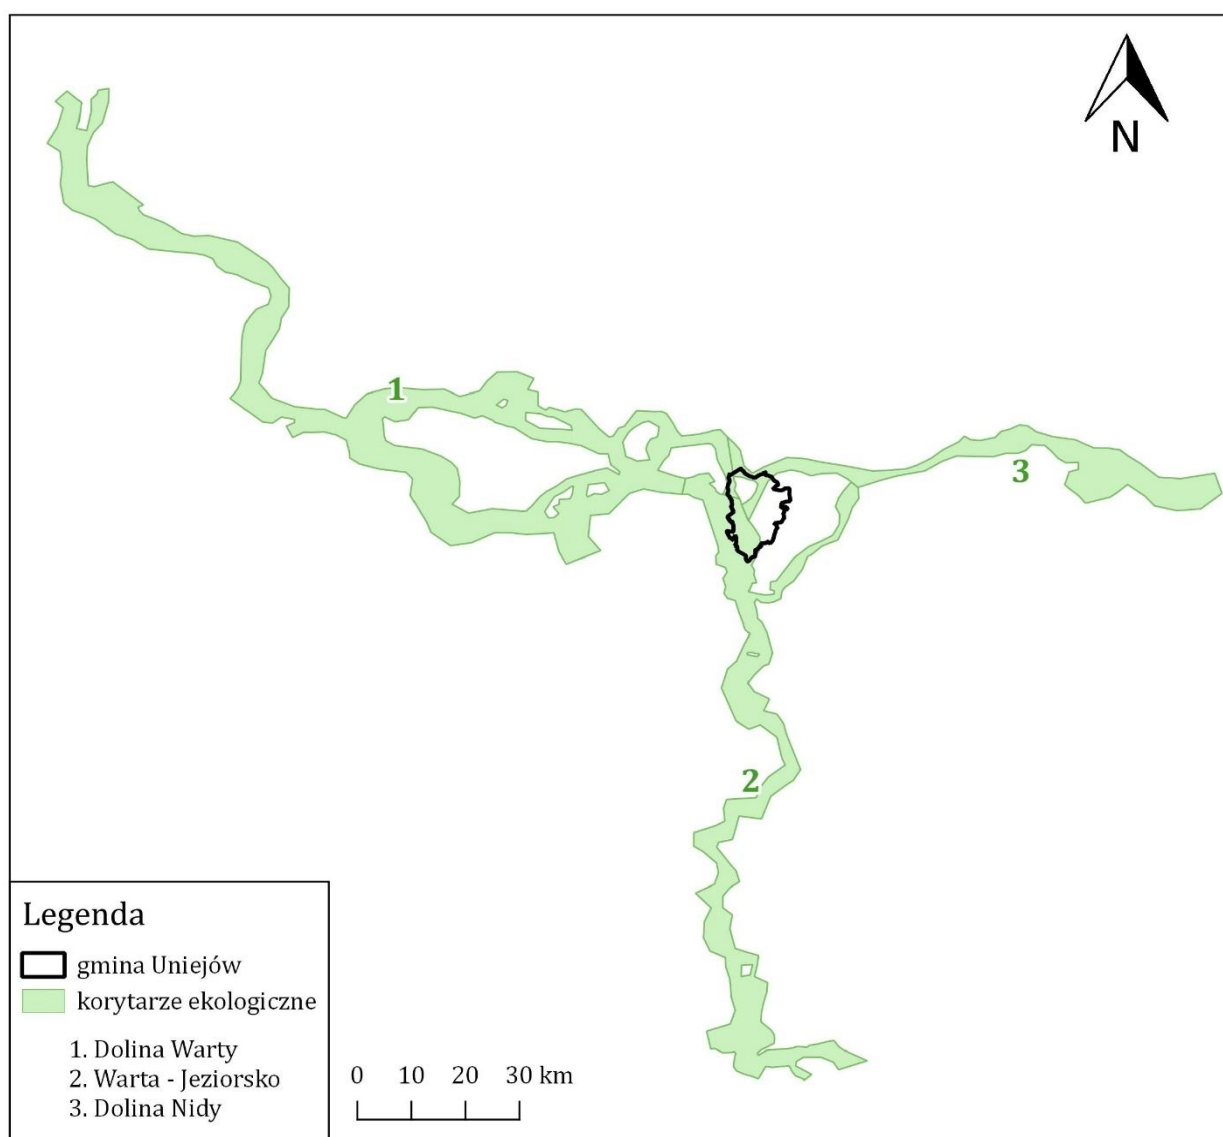 N
1
3
2
Legenda
gmina Uniejów
korytarze ekologiczne
1. Dolina Warty
2. Warta - Jeziorsko
3. Dolina Nidy
0 10 20 30 km